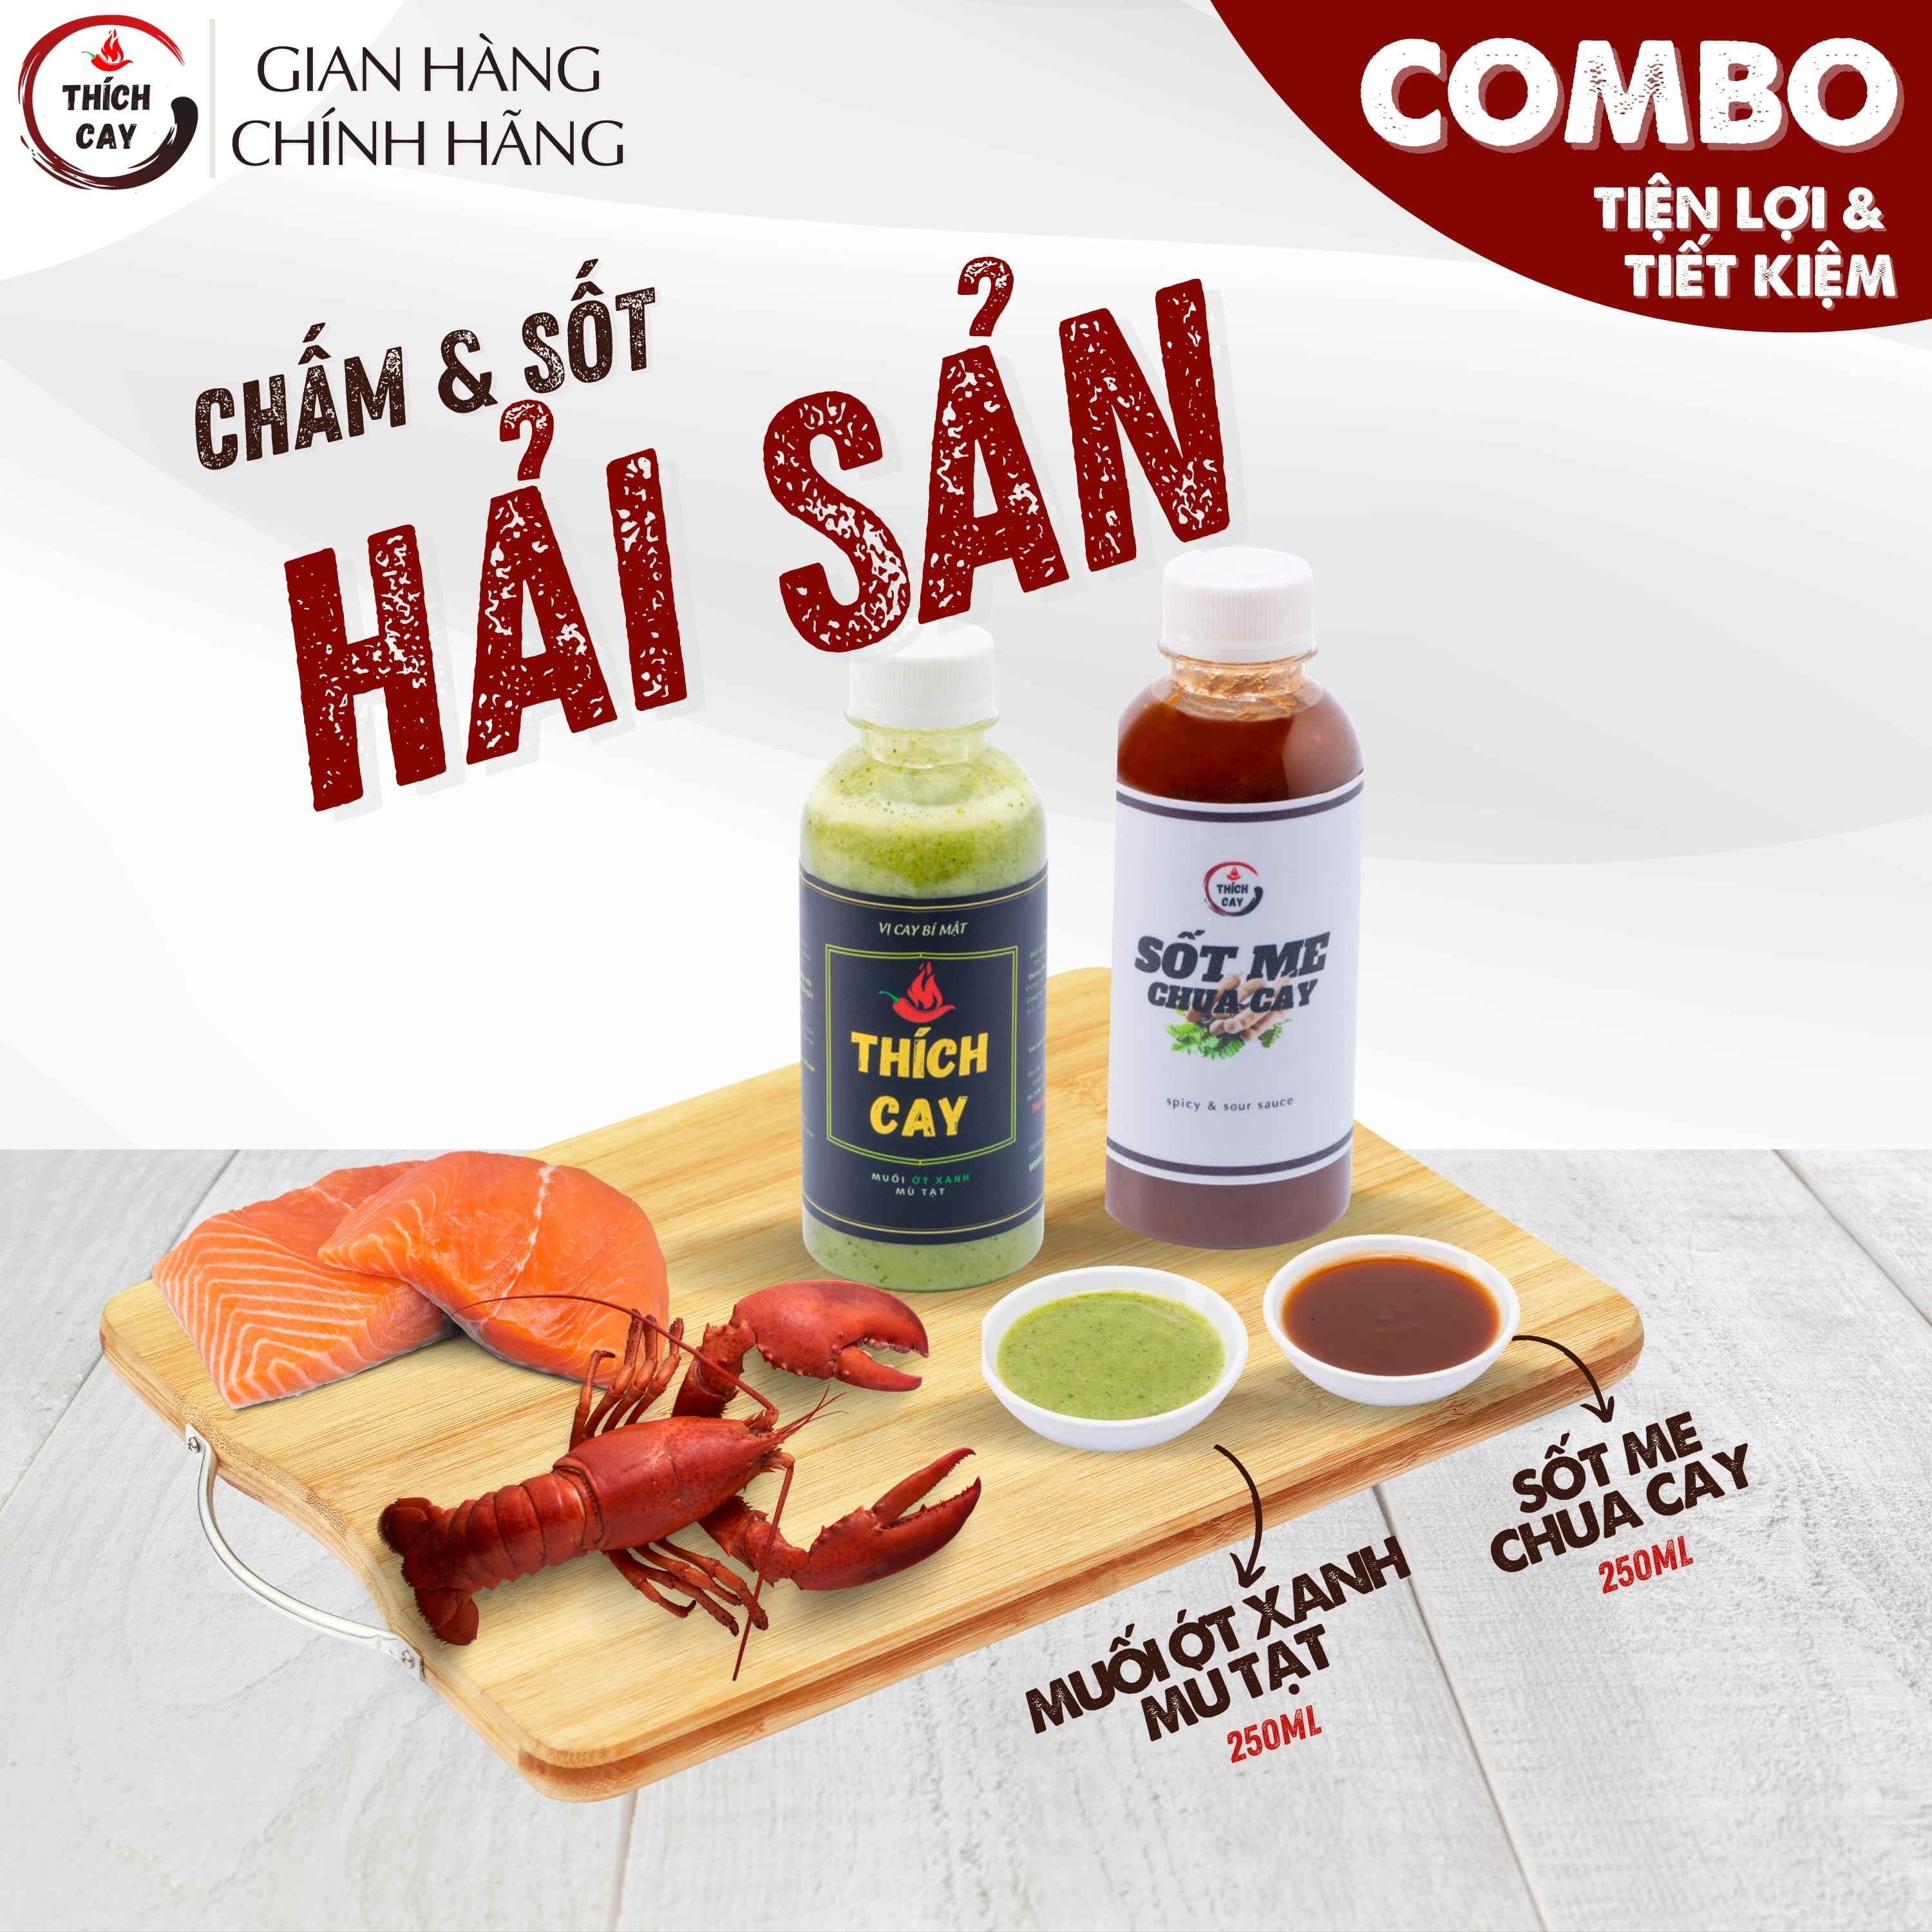 THÍCH
CAY
GIAN HÀNG
CHÍNH HÃNG
COMBO
TIỆN LỢI &
TIẾT KIỆM
CHẤM & SỐT
HẢI SẢN
VỊ CAY BÍ MẬT
THÍCH
CAY
MUỐI ỚT XANH
MÙ TẠT
THÍCH
CAY
SỐT ME
CHUA CAY
spicy & sour sauce
SỐT ME
CHUA CAY
250ML
MUỐI ỚT XANH
MÙ TẠT
250ML